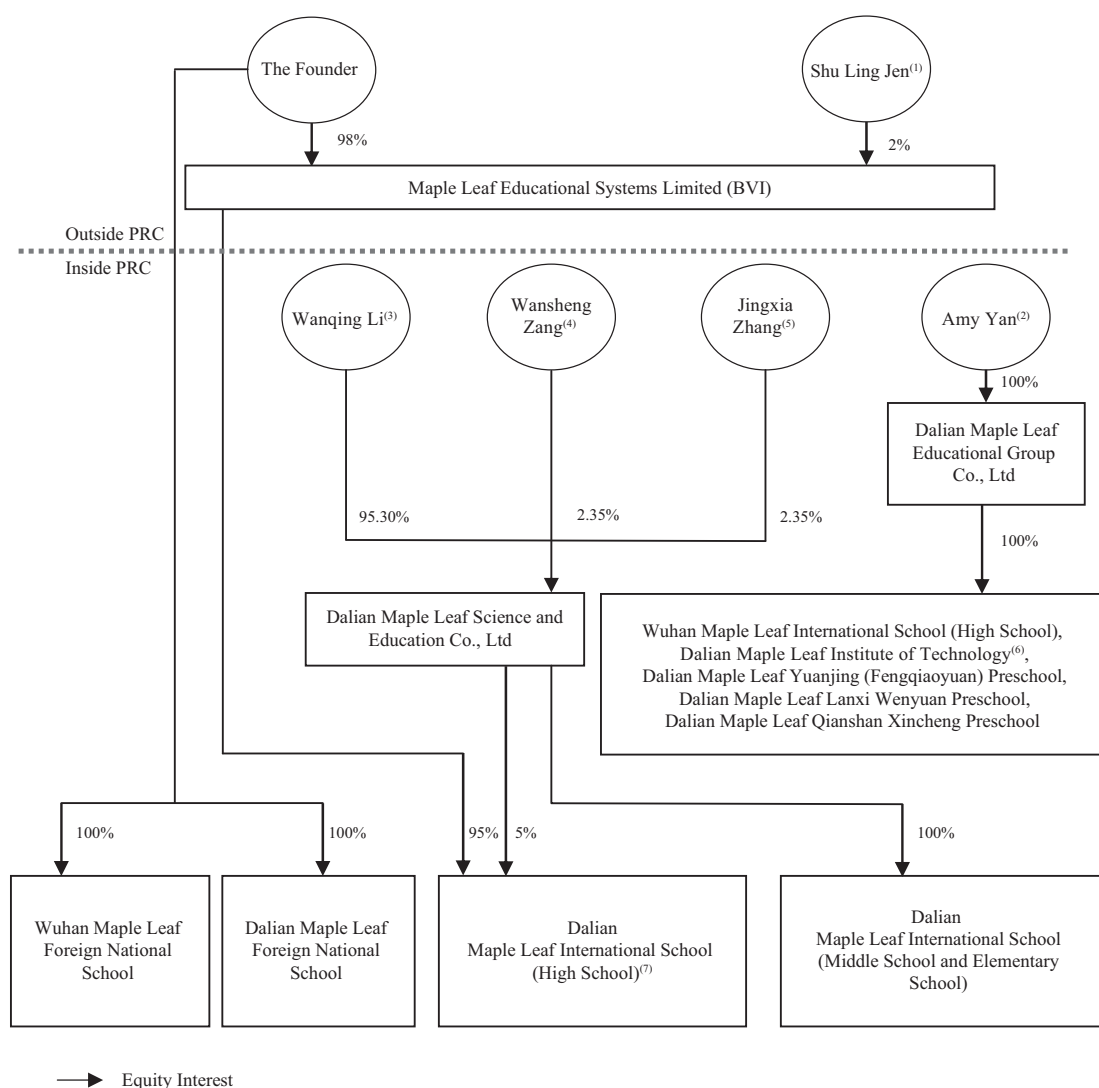 The Founder
Shu Ling Jen(1)
98%
2%
Maple Leaf Educational Systems Limited (BVI)
Outside PRC
Inside PRC
Wanqing Li(3)
Wansheng
Zang(4)
Jingxia
Zhang(5)
Amy Yan(2)
100%
Dalian Maple Leaf
Educational Group
Co., Ltd
95.30%
2.35%
2.35%
100%
Dalian Maple Leaf Science and
Education Co., Ltd
Wuhan Maple Leaf International School (High School),
Dalian Maple Leaf Institute of Technology(6),
Dalian Maple Leaf Yuanjing (Fengqiaoyuan) Preschool,
Dalian Maple Leaf Lanxi Wenyuan Preschool,
Dalian Maple Leaf Qianshan Xincheng Preschool
100%
100%
95%
5%
100%
Wuhan Maple Leaf
Foreign National
School
Dalian Maple Leaf
Foreign National
School
Dalian
Maple Leaf International School
(High School)(7)
Dalian
Maple Leaf International School
(Middle School and Elementary
School)
Equity Interest